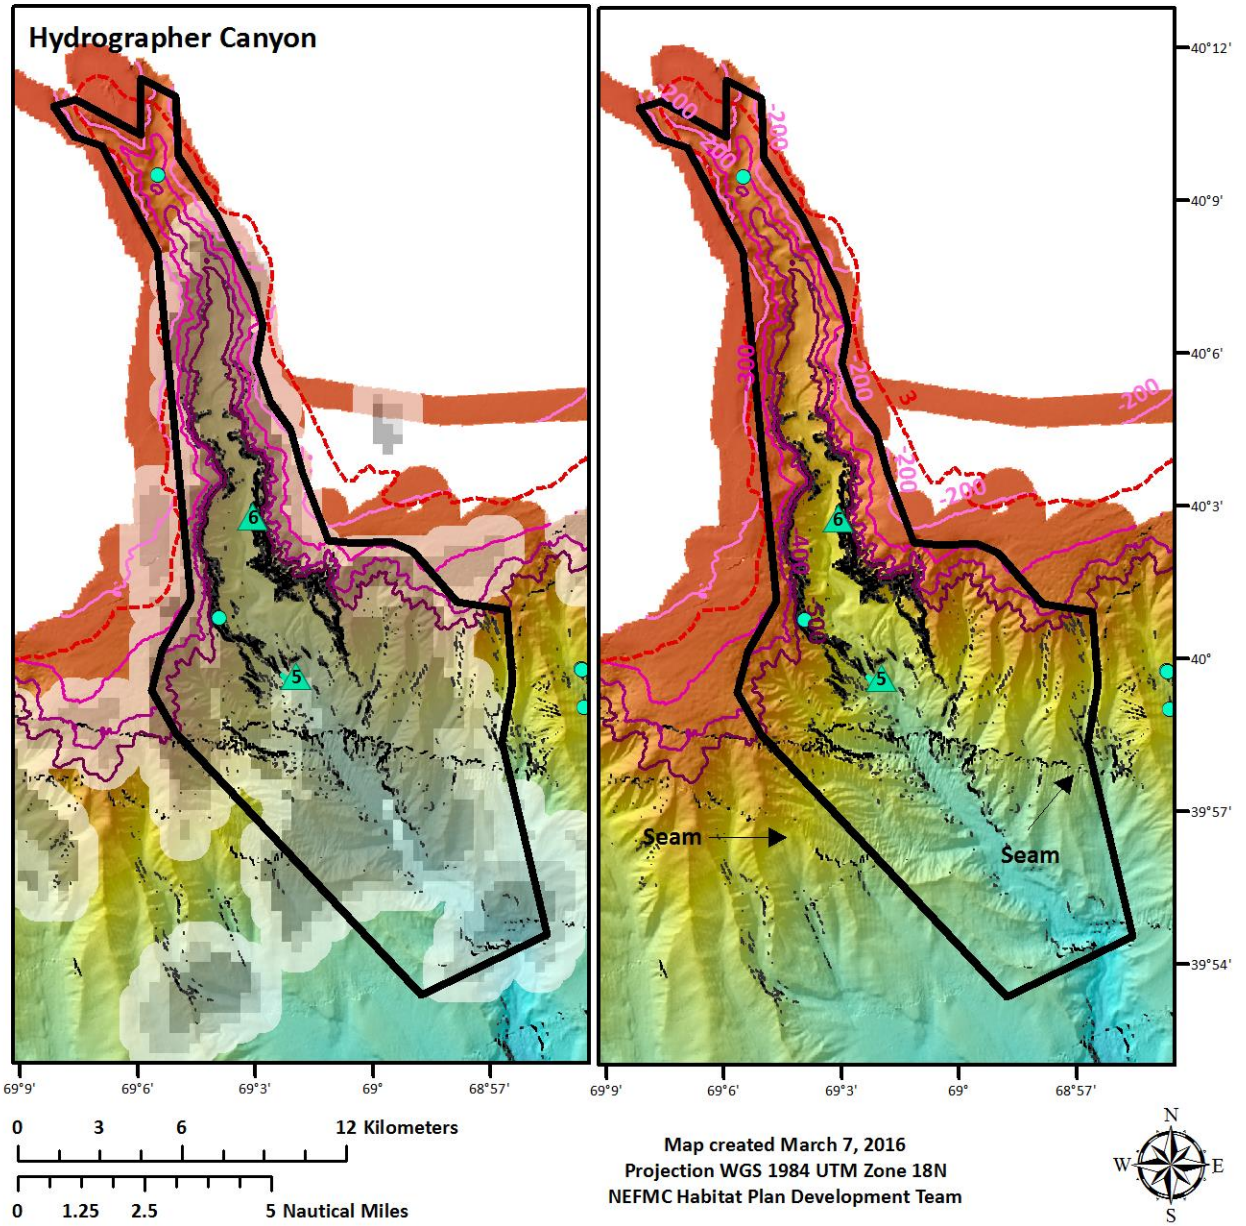 Hydrographer Canyon
40°12'
-200
-200
-200
40°9'
300
-200
40°6'
3
-200
-200
-200
6
6
400
40°3'
500
5
5
40°
39°57'
Seam
Seam
39°54'
69°9' 69°6' 69°3' 69° 68°57'
69°9' 69°6' 69°3' 69° 68°57'
0 3 6 12 Kilometers
0 1.25 2.5 5 Nautical Miles
Map created March 7, 2016
Projection WGS 1984 UTM Zone 18N
NEFMC Habitat Plan Development Team
N
W E
S